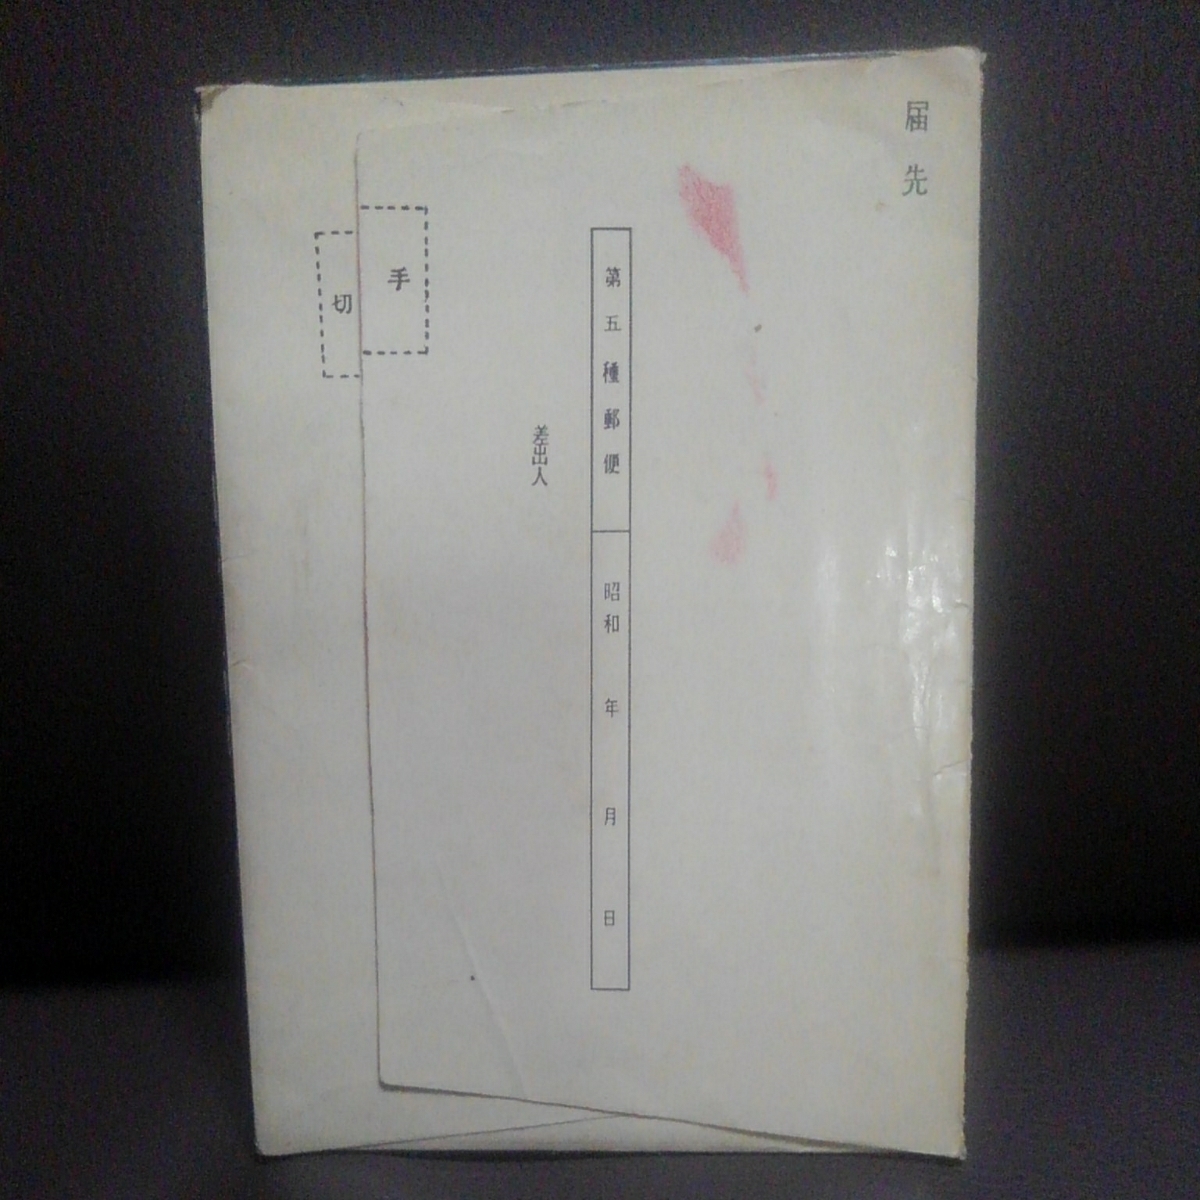 届先
第五種郵便 昭和 年 月 日
差出人
手切